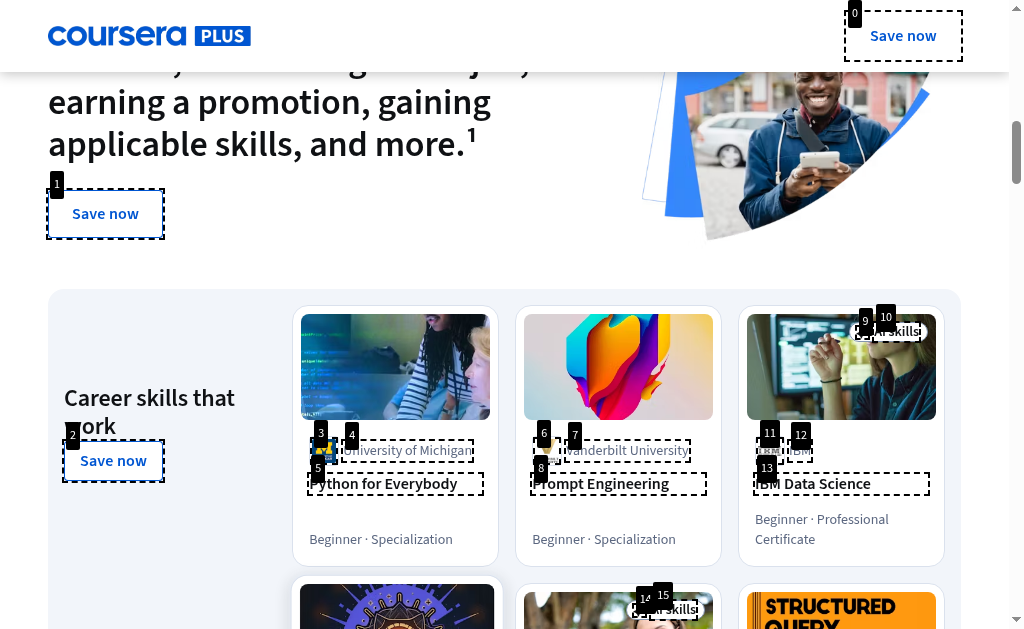 coursera PLUS
Save now
earning a promotion, gaining
applicable skills, and more.¹
Save now
Career skills that
work
Save now
University of Michigan
Python for Everybody
Beginner · Specialization
Vanderbilt University
Prompt Engineering
Beginner · Specialization
AI skills
IBM
IBM
IBM Data Science
Beginner · Professional
Certificate
AI skills
STRUCTURED
QUERY
0
1
2
3
4
5
6
7
8
9
10
11
12
13
14
15